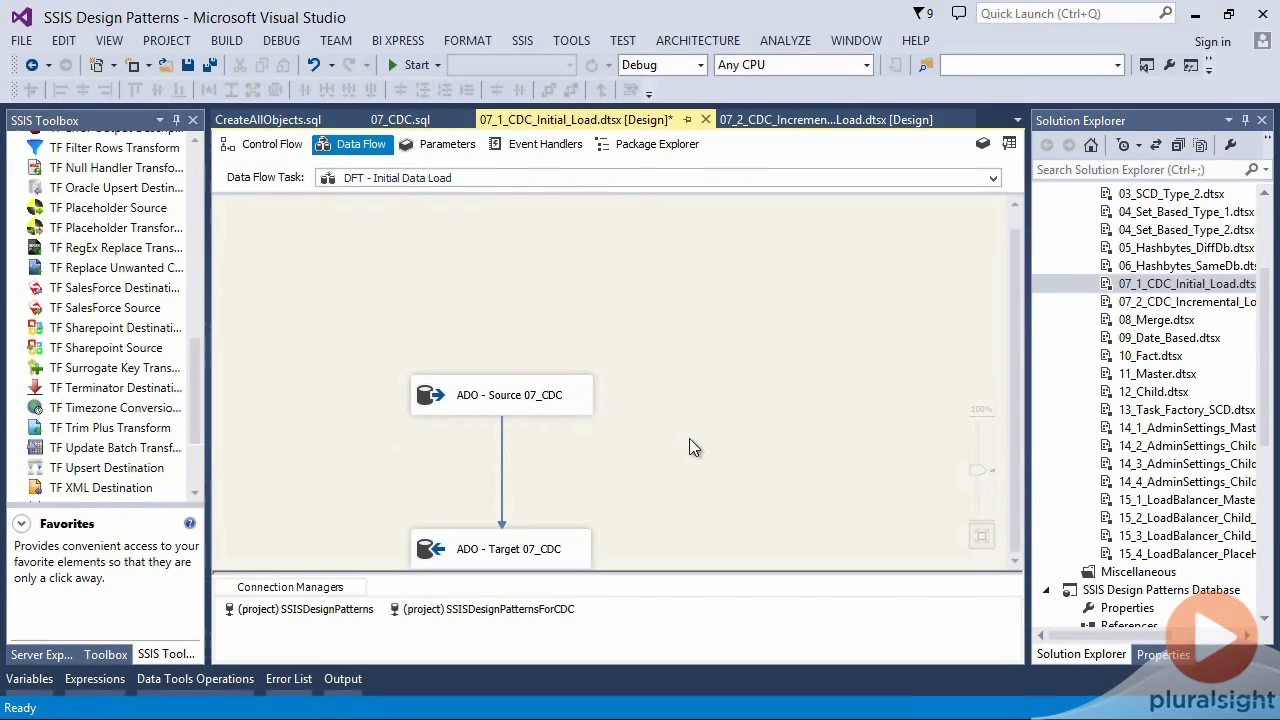 SSIS Design Patterns - Microsoft Visual Studio
9
Quick Launch (Ctrl+Q)
FILE EDIT VIEW PROJECT BUILD DEBUG TEAM BI XPRESS FORMAT SSIS TOOLS TEST ARCHITECTURE ANALYZE WINDOW HELP
Sign in
Start
Debug
Any CPU
SSIS Toolbox
CreateAllObjects.sql
07_CDC.sql
07_1_CDC_Initial_Load.dtsx [Design]*
07_2_CDC_Incremen...Load.dtsx [Design]
Solution Explorer
Control Flow
Data Flow
Parameters
Event Handlers
Package Explorer
Data Flow Task:
DFT - Initial Data Load
Search Solution Explorer (Ctrl+;)
TF Filter Rows Transform
TF Null Handler Transfo...
TF Oracle Upsert Destin...
TF Placeholder Source
TF Placeholder Transfor...
TF RegEx Replace Trans...
TF Replace Unwanted C...
TF SalesForce Destinati...
TF SalesForce Source
TF Sharepoint Destinati...
TF Sharepoint Source
TF Surrogate Key Trans...
TF Terminator Destinati...
TF Timezone Conversio...
TF Trim Plus Transform
TF Update Batch Transf...
TF Upsert Destination
TF XML Destination
Favorites
Provides convenient access to your
favorite elements so that they are
only a click away.
Server Exp...
Toolbox
SSIS Tool...
ADO - Source 07_CDC
ADO - Target 07_CDC
100%
Connection Managers
(project) SSISDesignPatterns
(project) SSISDesignPatternsForCDC
03_SCD_Type_2.dtsx
04_Set_Based_Type_1.dtsx
04_Set_Based_Type_2.dtsx
05_Hashbytes_DiffDb.dtsx
06_Hashbytes_SameDb.dts
07_1_CDC_Initial_Load.dts
07_2_CDC_Incremental_Lo
08_Merge.dtsx
09_Date_Based.dtsx
10_Fact.dtsx
11_Master.dtsx
12_Child.dtsx
13_Task_Factory_SCD.dtsx
14_1_AdminSettings_Mast
14_2_AdminSettings_Child
14_3_AdminSettings_Child
14_4_AdminSettings_Child
15_1_LoadBalancer_Maste
15_2_LoadBalancer_Child_
15_3_LoadBalancer_Child_
15_4_LoadBalancer_PlaceH
Miscellaneous
SSIS Design Patterns Database
Properties
References
Solution Explorer
Properties
Variables
Expressions
Data Tools Operations
Error List
Output
Ready
pluralsight